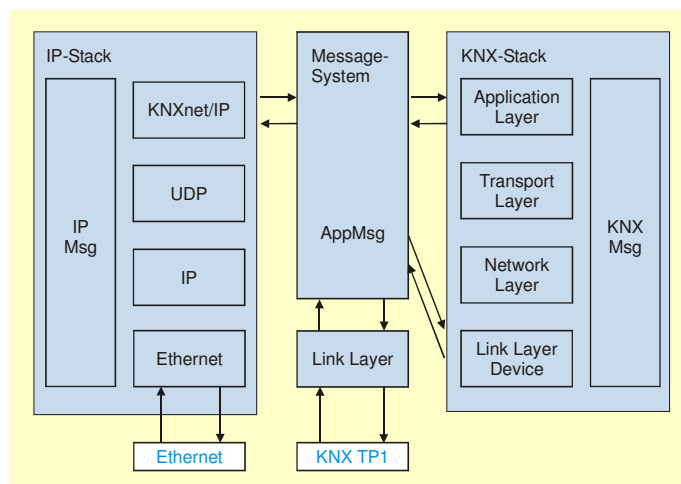 IP-Stack
IP
Msg
KNXnet/IP
UDP
IP
Ethernet
Ethernet
Message-
System
AppMsg
Link Layer
KNX TP1
KNX-Stack
Application
Layer
Transport
Layer
Network
Layer
Link Layer
Device
KNX
Msg